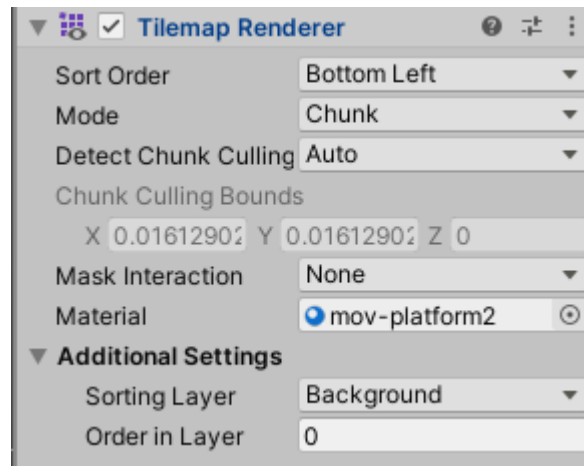 Tilemap Renderer
Sort Order Bottom Left
Mode Chunk
Detect Chunk Culling Auto
Chunk Culling Bounds
X 0.01612902 Y 0.01612902 Z 0
Mask Interaction None
Material mov-platform2
Additional Settings
Sorting Layer Background
Order in Layer 0